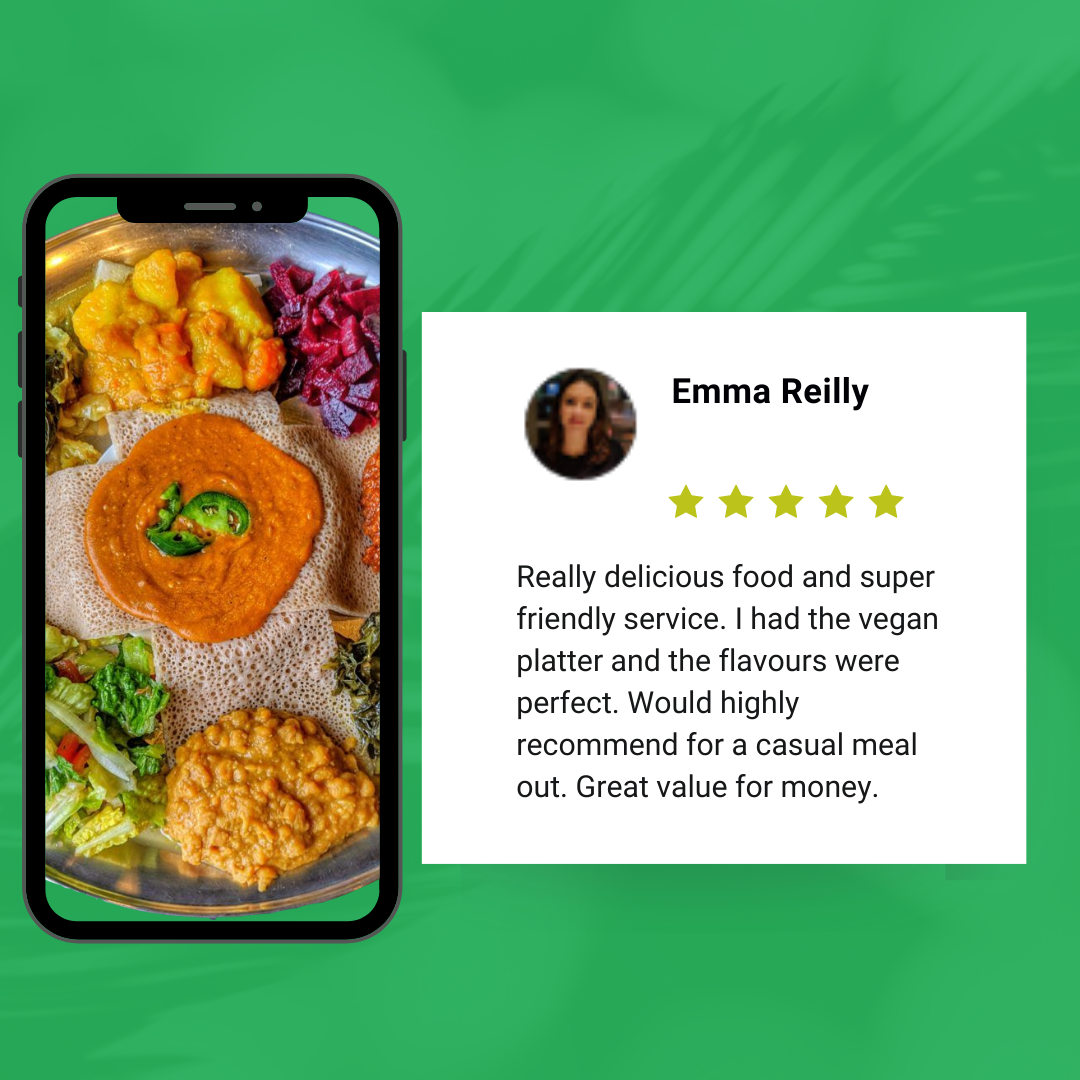 Emma Reilly
Really delicious food and super
friendly service. I had the vegan
platter and the flavours were
perfect. Would highly
recommend for a casual meal
out. Great value for money.